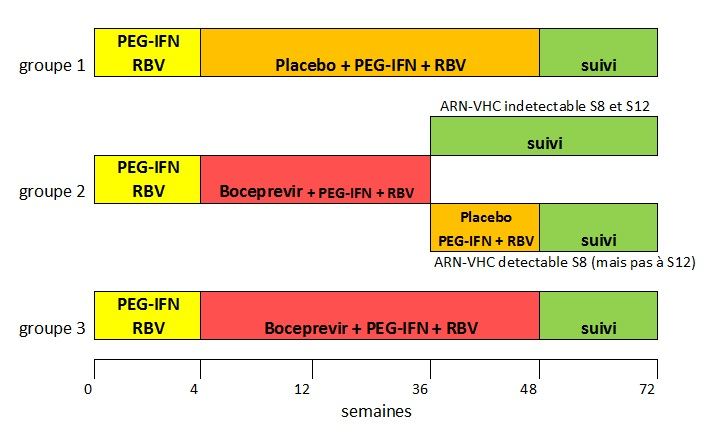 PEG-IFN
RBV
groupe 1
Placebo + PEG-IFN + RBV
suivi
ARN-VHC indetectable S8 et S12
suivi
PEG-IFN
RBV
groupe 2
Boceprevir + PEG-IFN + RBV
Placebo
PEG-IFN + RBV
suivi
ARN-VHC detectable S8 (mais pas à S12)
PEG-IFN
RBV
groupe 3
Boceprevir + PEG-IFN + RBV
suivi
0 4 12 36 48 72
semaines